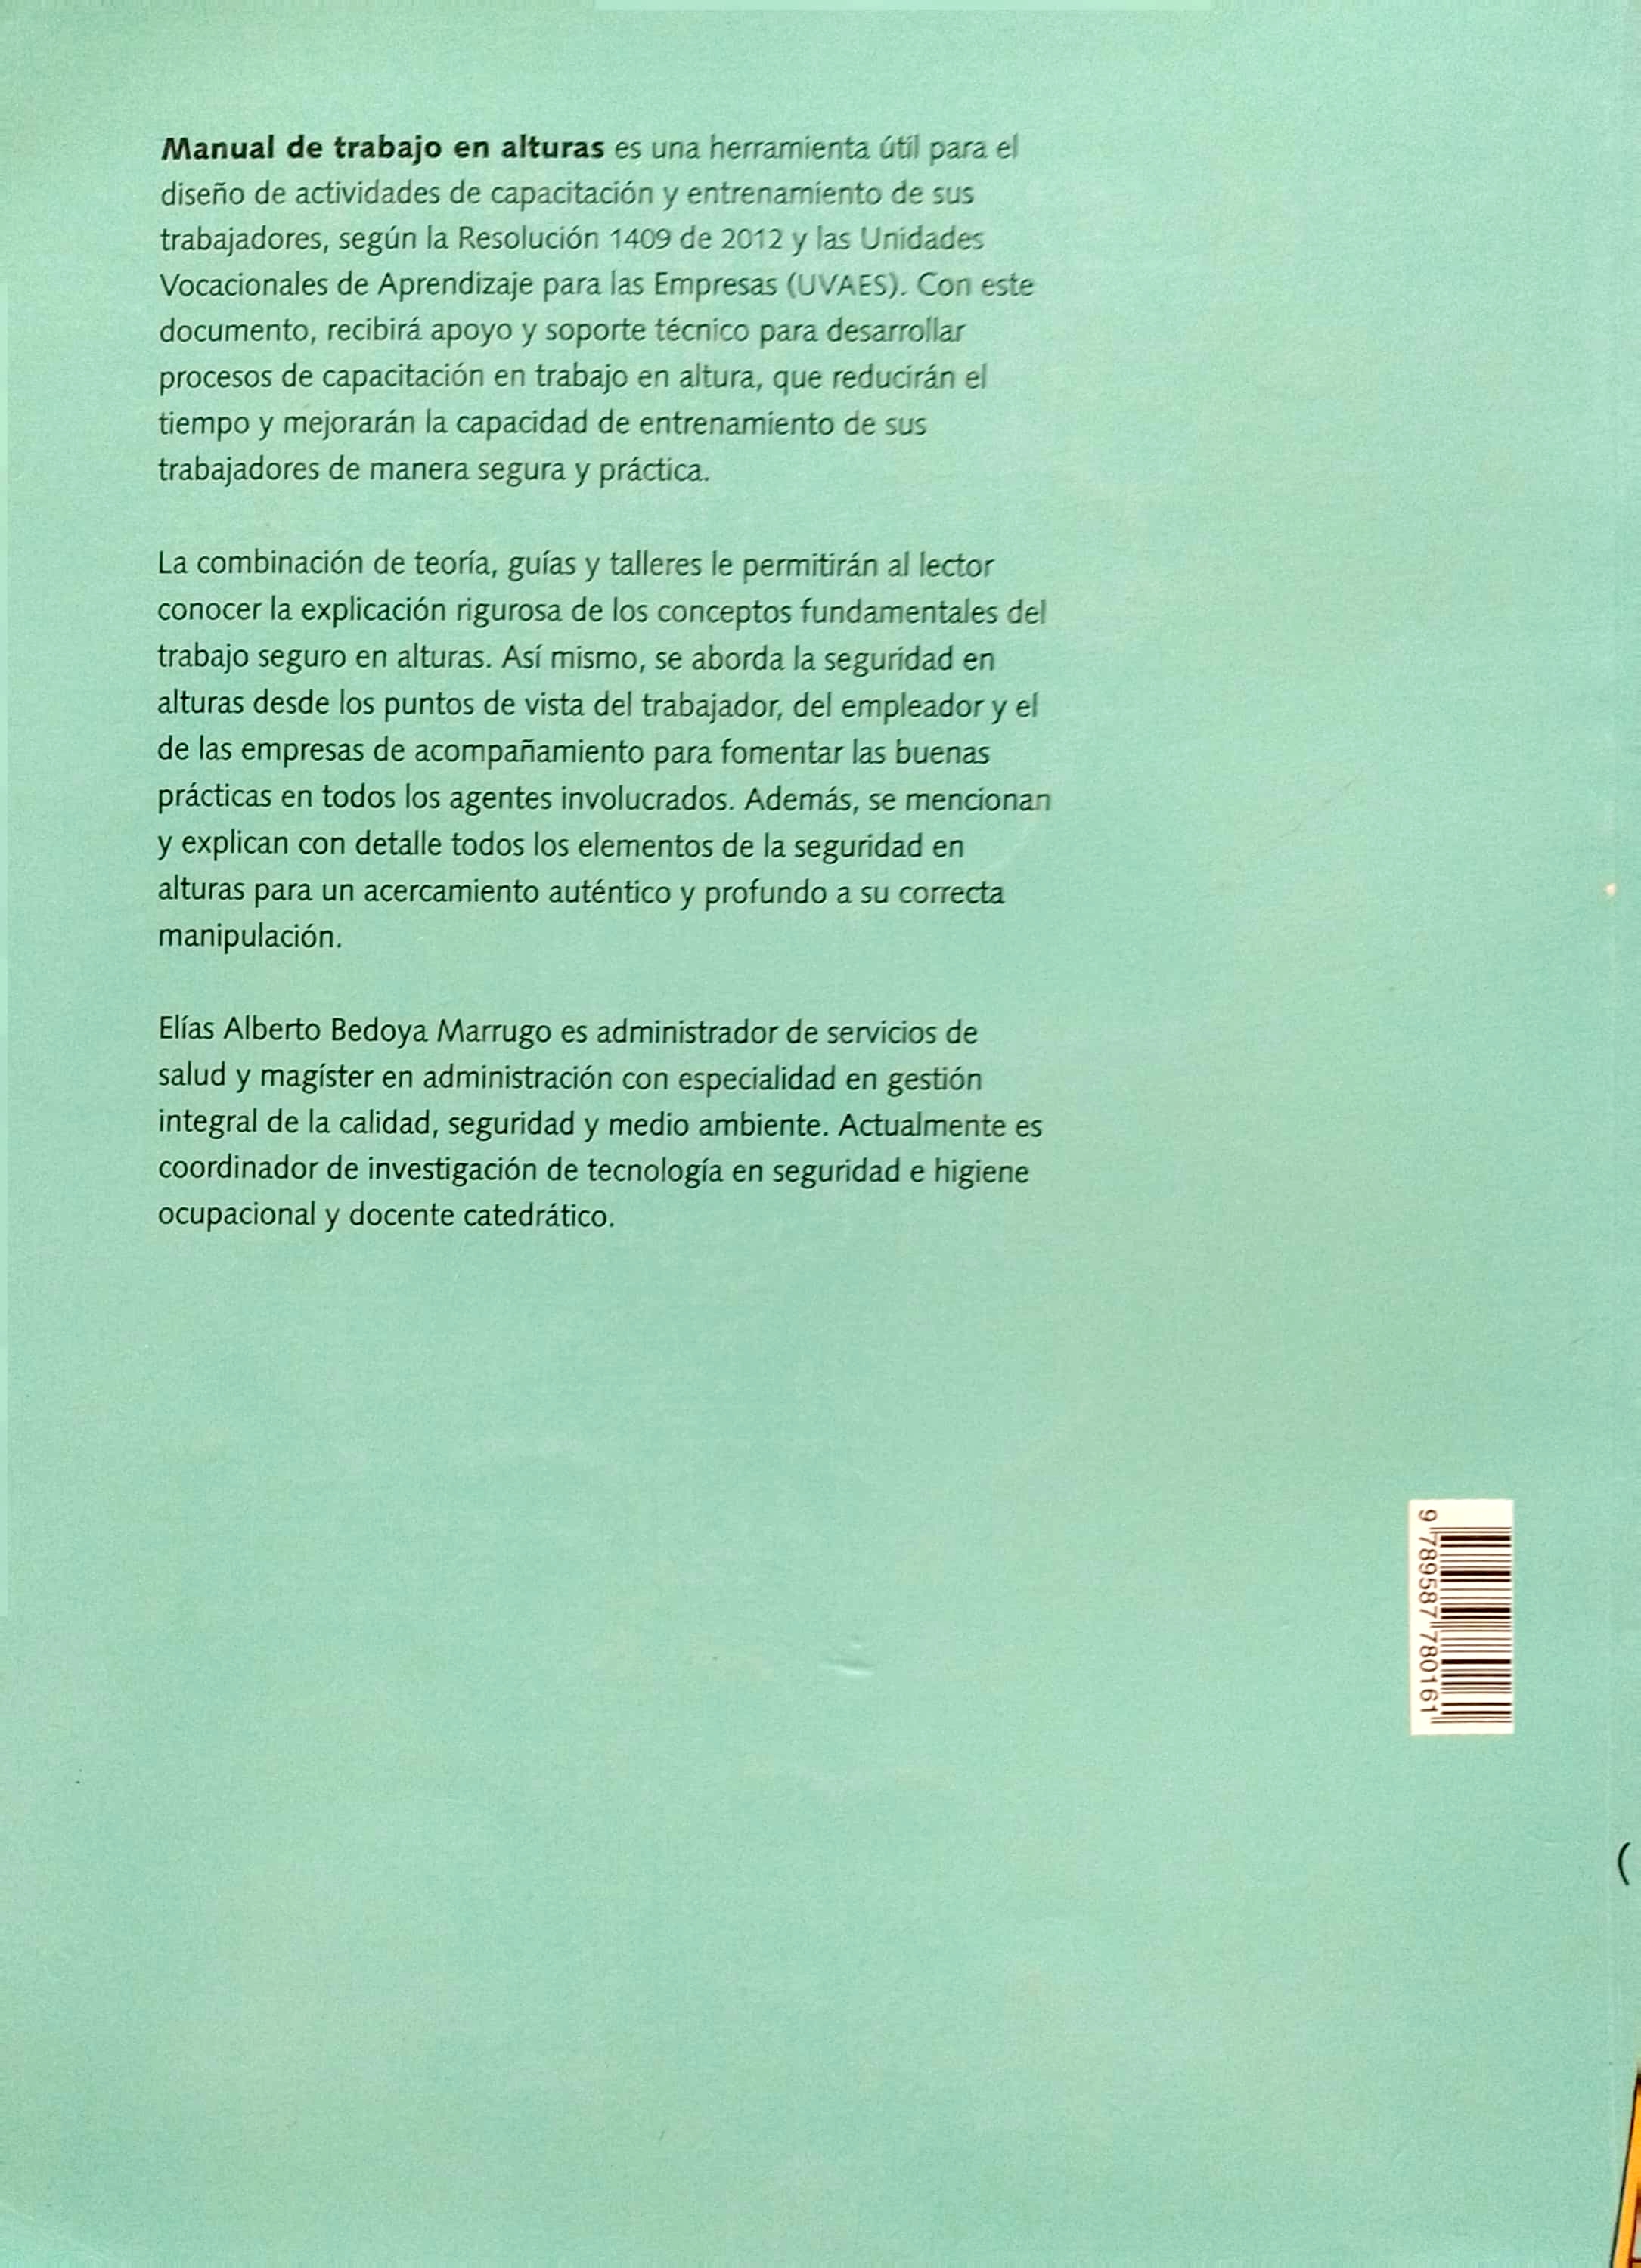 Manual de trabajo en alturas es una herramienta útil para el
diseño de actividades de capacitación y entrenamiento de sus
trabajadores, según la Resolución 1409 de 2012 y las Unidades
Vocacionales de Aprendizaje para las Empresas (UVAES). Con este
documento, recibirá apoyo y soporte técnico para desarrollar
procesos de capacitación en trabajo en altura, que reducirán el
tiempo y mejorarán la capacidad de entrenamiento de sus
trabajadores de manera segura y práctica.
La combinación de teoría, guías y talleres le permitirán al lector
conocer la explicación rigurosa de los conceptos fundamentales del
trabajo seguro en alturas. Así mismo, se aborda la seguridad en
alturas desde los puntos de vista del trabajador, del empleador y el
de las empresas de acompañamiento para fomentar las buenas
prácticas en todos los agentes involucrados. Además, se mencionan
y explican con detalle todos los elementos de la seguridad en
alturas para un acercamiento auténtico y profundo a su correcta
manipulación.
Elías Alberto Bedoya Marrugo es administrador de servicios de
salud y magíster en administración con especialidad en gestión
integral de la calidad, seguridad y medio ambiente. Actualmente es
coordinador de investigación de tecnología en seguridad e higiene
ocupacional y docente catedrático.
9 789587 780161
(